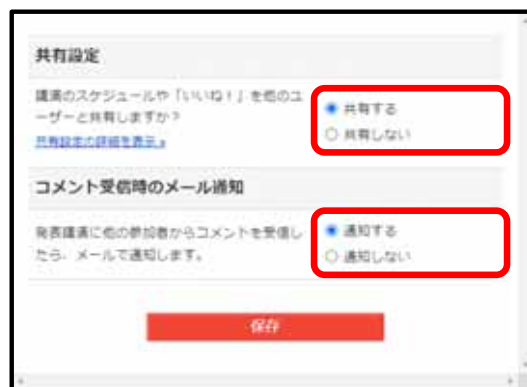 共有設定
講演のスケジュールや「いいね!」を他のユ
ーザーと共有しますか?
共有設定の詳細を表示 »
共有する
共有しない
コメント受信時のメール通知
発表講演に他の参加者からコメントを受信し
たら、メールで通知します。
通知する
通知しない
保存